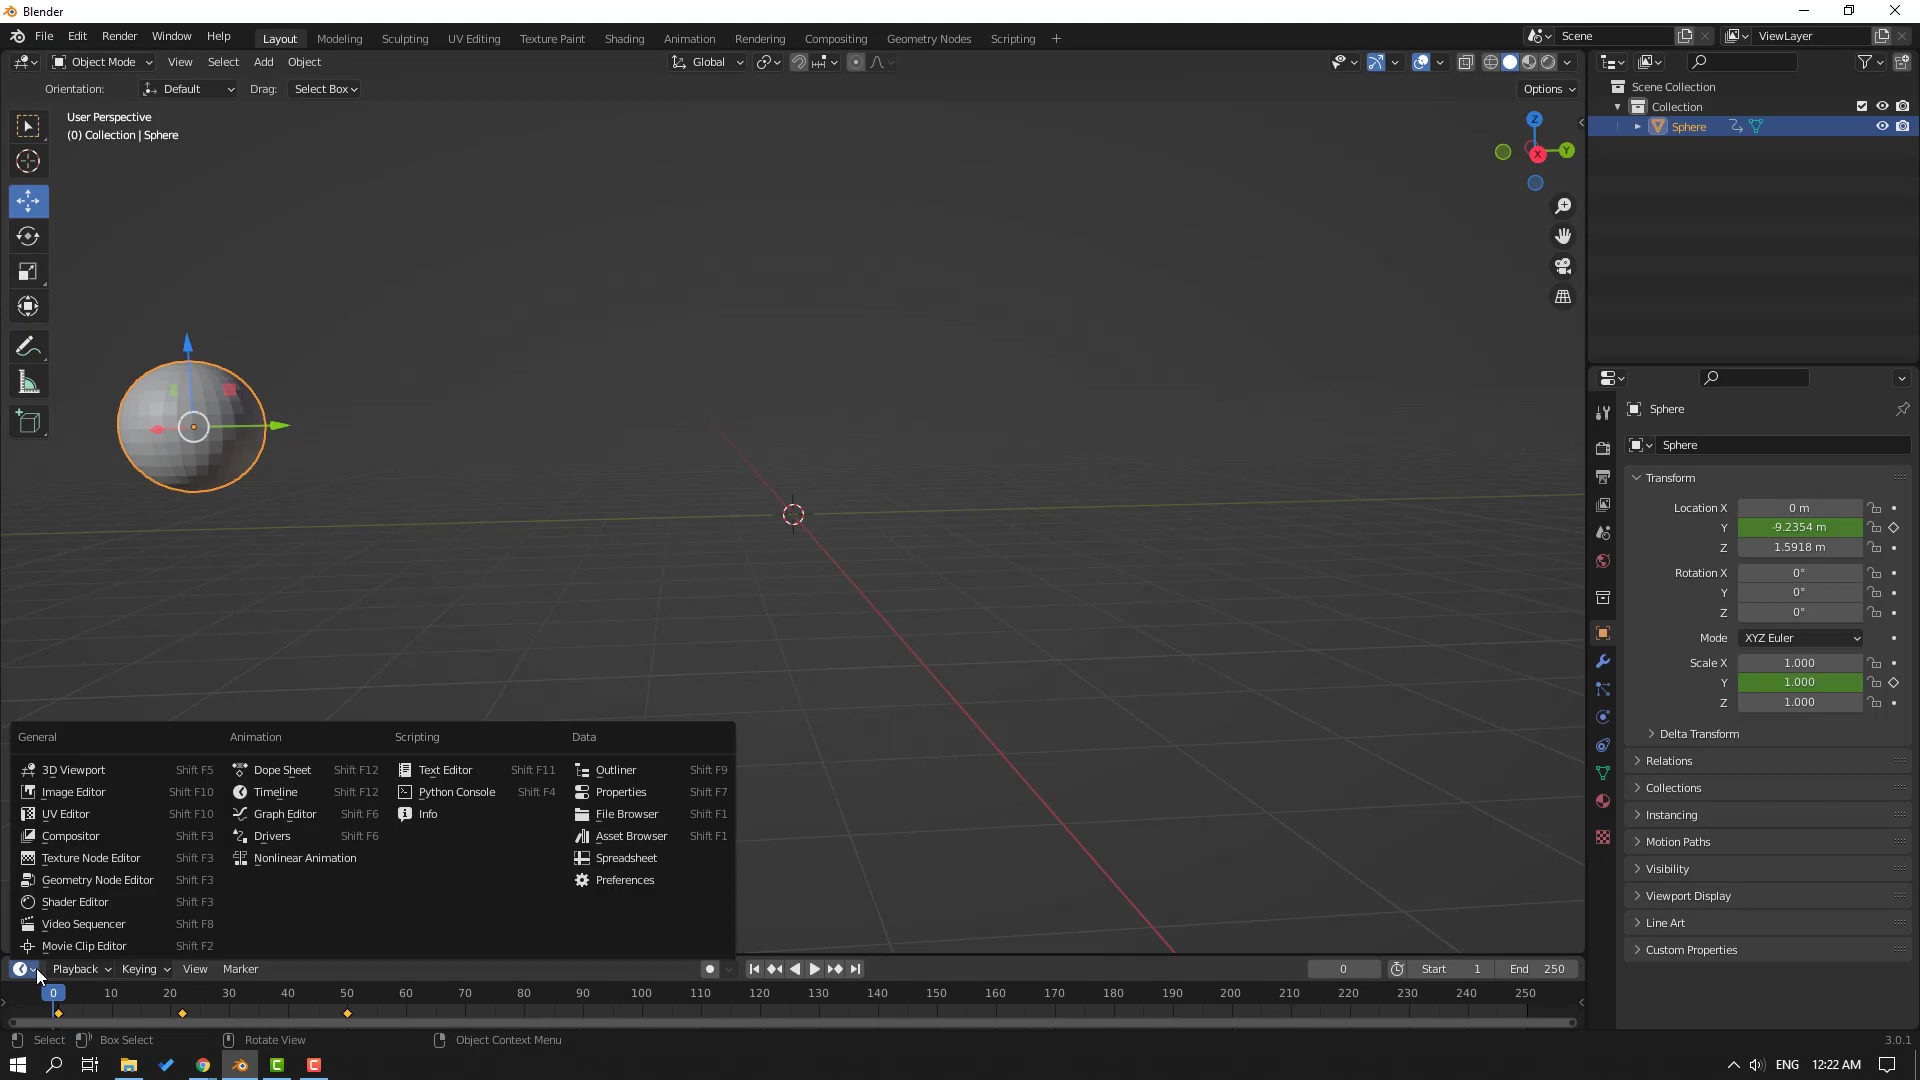 Blender
File Edit Render Window Help Layout Modeling Sculpting UV Editing Texture Paint Shading Animation Rendering Compositing Geometry Nodes Scripting + Scene ViewLayer
Object Mode View Select Add Object Global
Orientation: Default Drag: Select Box Options
User Perspective
(0) Collection | Sphere
Z
Y
X
Scene Collection
Collection
Sphere
Sphere
Sphere
Transform
Location X 0 m
Y -9.2354 m
Z 1.5918 m
Rotation X 0°
Y 0°
Z 0°
Mode XYZ Euler
Scale X 1.000
Y 1.000
Z 1.000
Delta Transform
Relations
Collections
Instancing
Motion Paths
Visibility
Viewport Display
Line Art
Custom Properties
General Animation Scripting Data
3D Viewport Shift F5 Dope Sheet Shift F12 Text Editor Shift F11 Outliner Shift F9
Image Editor Shift F10 Timeline Shift F12 Python Console Shift F4 Properties Shift F7
UV Editor Shift F10 Graph Editor Shift F6 Info File Browser Shift F1
Compositor Shift F3 Drivers Shift F6 Asset Browser Shift F1
Texture Node Editor Shift F3 Nonlinear Animation Spreadsheet
Geometry Node Editor Shift F3 Preferences
Shader Editor Shift F3
Video Sequencer Shift F8
Movie Clip Editor Shift F2
Playback Keying View Marker 0 Start 1 End 250
0 10 20 30 40 50 60 70 80 90 100 110 120 130 140 150 160 170 180 190 200 210 220 230 240 250
Select Box Select Rotate View Object Context Menu 3.0.1
ENG 12:22 AM